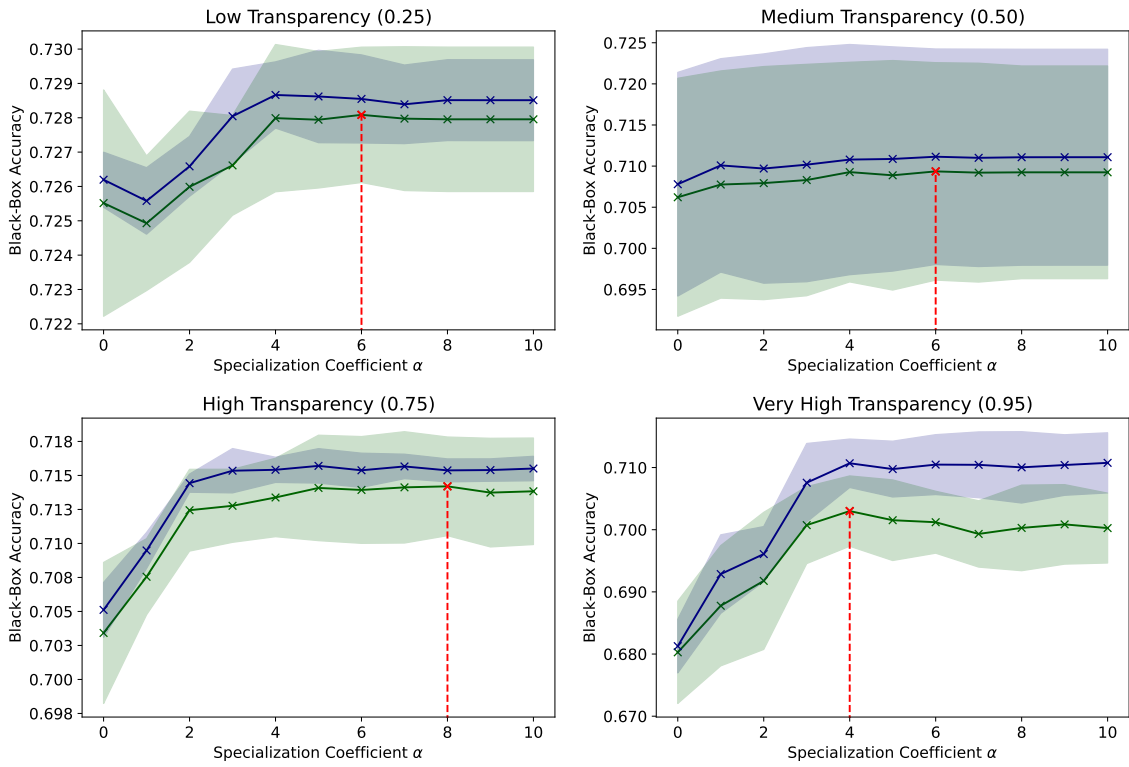 Low Transparency (0.25)
Black-Box Accuracy
0.730
0.729
0.728
0.727
0.726
0.725
0.724
0.723
0.722
0 2 4 6 8 10
Specialization Coefficient α
Medium Transparency (0.50)
Black-Box Accuracy
0.725
0.720
0.715
0.710
0.705
0.700
0.695
0 2 4 6 8 10
Specialization Coefficient α
High Transparency (0.75)
Black-Box Accuracy
0.718
0.715
0.713
0.710
0.708
0.705
0.703
0.700
0.698
0 2 4 6 8 10
Specialization Coefficient α
Very High Transparency (0.95)
Black-Box Accuracy
0.710
0.700
0.690
0.680
0.670
0 2 4 6 8 10
Specialization Coefficient α